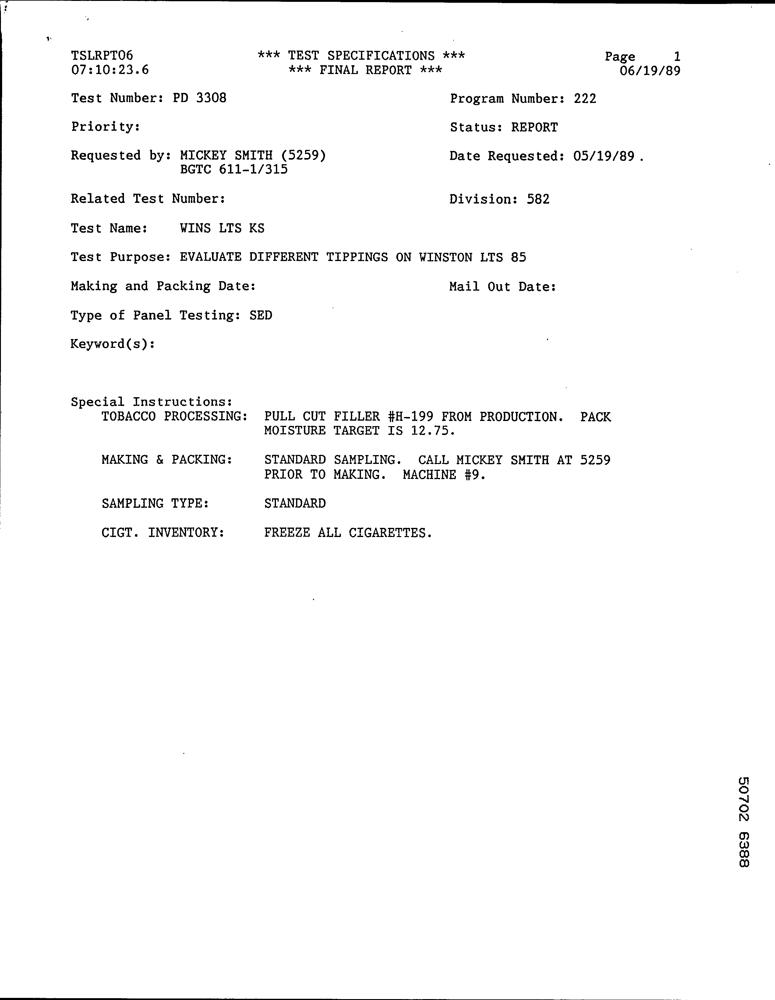 TSLRPT06 *** TEST SPECIFICATIONS *** Page 1
07:10:23.6 *** FINAL REPORT *** 06/19/89
Test Number: PD 3308 Program Number: 222
Priority: Status: REPORT
Requested by: MICKEY SMITH (5259) Date Requested: 05/19/89 .
BGTC 611-1/315
Related Test Number: Division: 582
Test Name: WINS LTS KS
Test Purpose: EVALUATE DIFFERENT TIPPINGS ON WINSTON LTS 85
Making and Packing Date: Mail Out Date:
Type of Panel Testing: SED
Keyword(s):
Special Instructions:
TOBACCO PROCESSING: PULL CUT FILLER #H-199 FROM PRODUCTION. PACK
MOISTURE TARGET IS 12.75.
MAKING & PACKING: STANDARD SAMPLING. CALL MICKEY SMITH AT 5259
PRIOR TO MAKING. MACHINE #9.
SAMPLING TYPE: STANDARD
CIGT. INVENTORY: FREEZE ALL CIGARETTES.
50702 6388